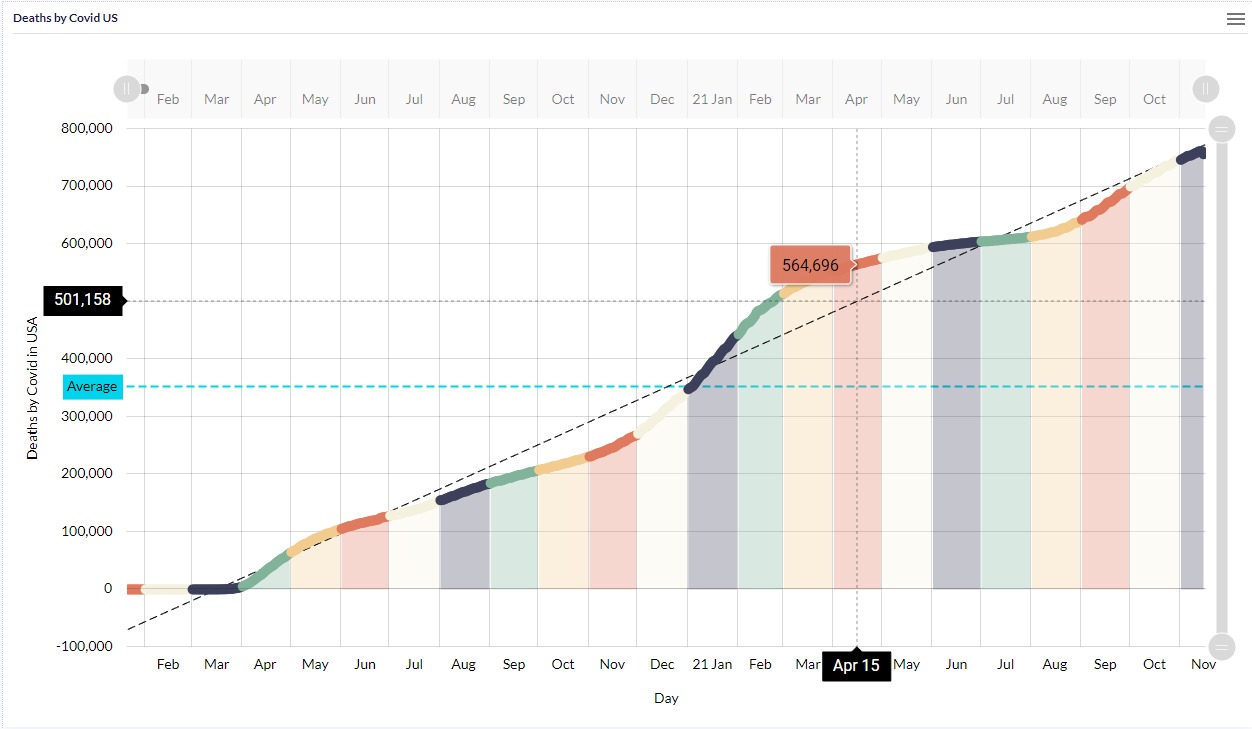 Deaths by Covid US
Feb Mar Apr May Jun Jul Aug Sep Oct Nov Dec 21 Jan Feb Mar Apr May Jun Jul Aug Sep Oct
800,000
700,000
600,000
564,696
501,158
400,000
Average
300,000
200,000
100,000
0
-100,000
Deaths by Covid in USA
Feb Mar Apr May Jun Jul Aug Sep Oct Nov Dec 21 Jan Feb Mar Apr 15 May Jun Jul Aug Sep Oct Nov
Day